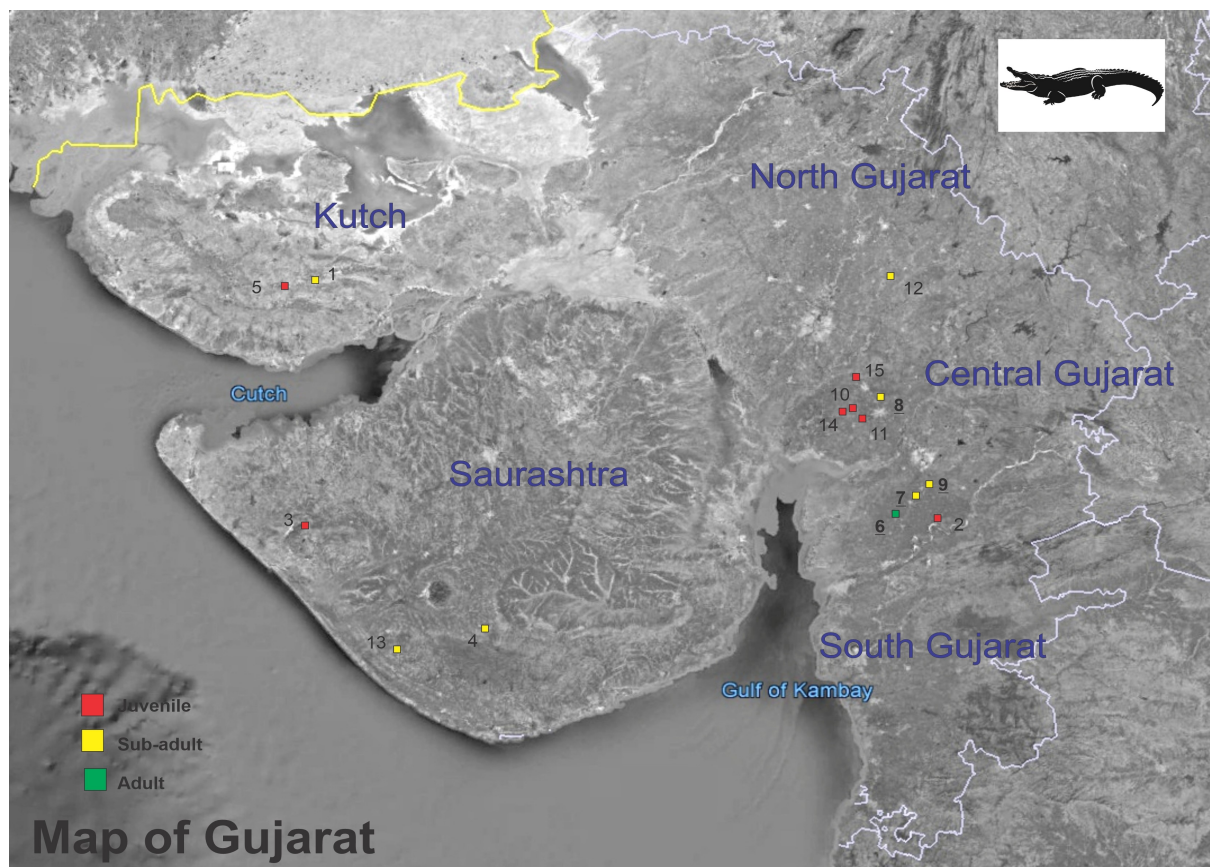 North Gujarat
Kutch
1
5
12
15
Central Gujarat
Cutch
10
8
14
11
Saurashtra
9
7
6
2
3
4
13
South Gujarat
Gulf of Kambay
Juvenile
Sub-adult
Adult
Map of Gujarat